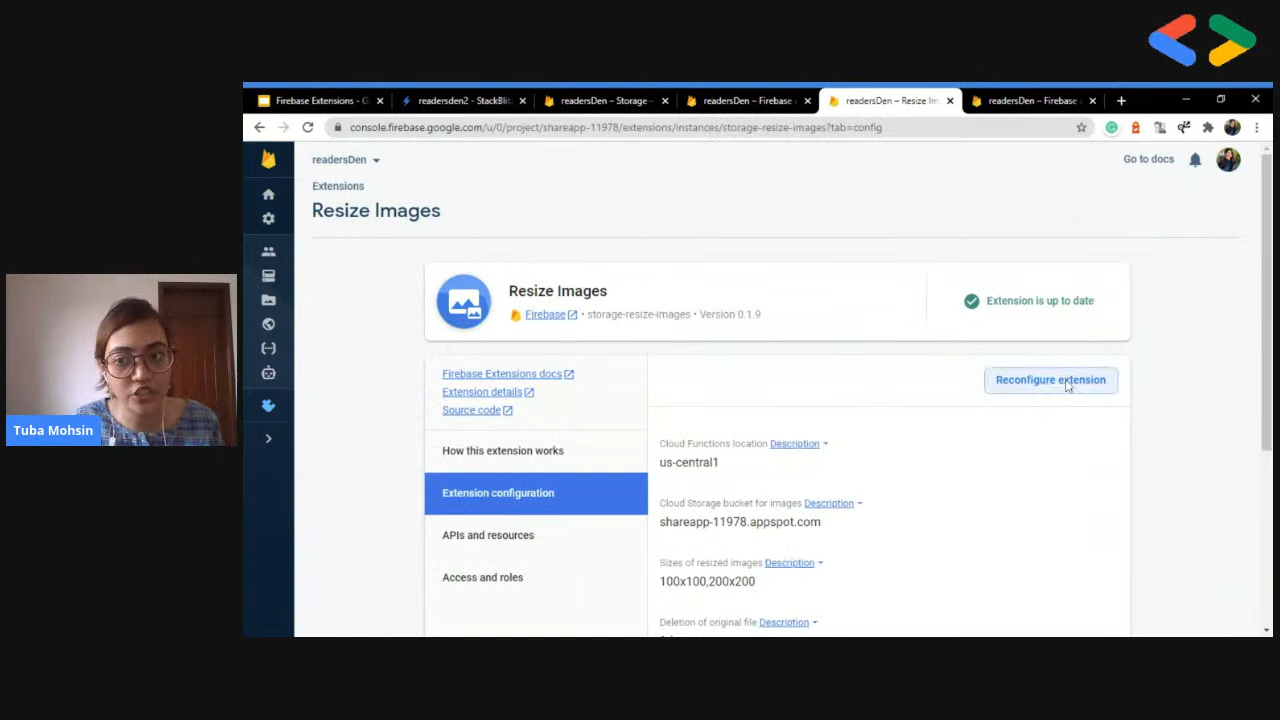 Firebase Extensions - G
readersden2 - StackBlit
readersDen – Storage –
readersDen – Firebase
readersDen – Resize Im
readersDen – Firebase
console.firebase.google.com/u/0/project/shareapp-11978/extensions/instances/storage-resize-images?tab=config
readersDen
Go to docs
Extensions
Resize Images
Resize Images
Firebase • storage-resize-images • Version 0.1.9
Extension is up to date
Firebase Extensions docs
Extension details
Source code
How this extension works
Extension configuration
APIs and resources
Access and roles
Reconfigure extension
Cloud Functions location Description
us-central1
Cloud Storage bucket for images Description
shareapp-11978.appspot.com
Sizes of resized images Description
100x100,200x200
Deletion of original file Description
Tuba Mohsin